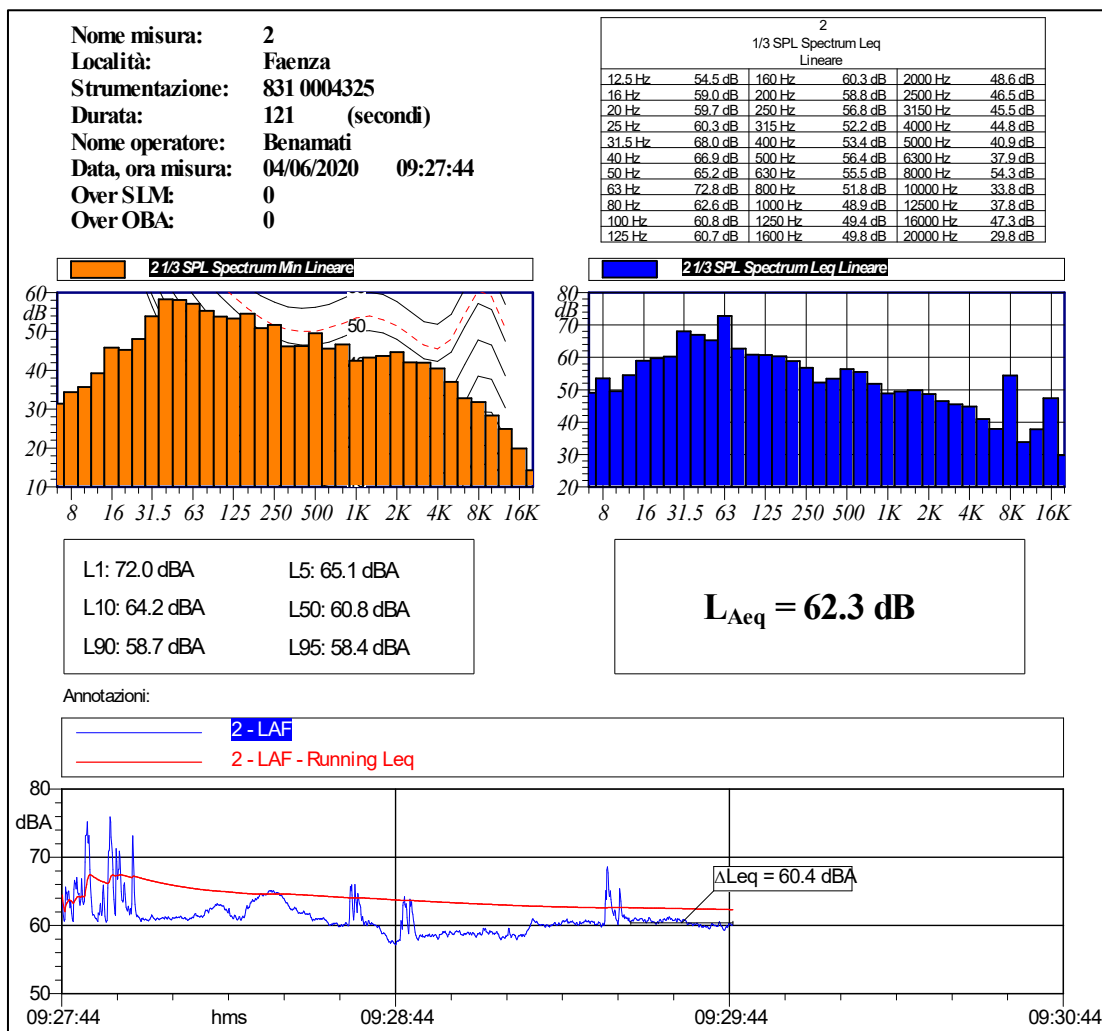 Nome misura: 2
Località: Faenza
Strumentazione: 831 0004325
Durata: 121 (secondi)
Nome operatore: Benamati
Data, ora misura: 04/06/2020 09:27:44
Over SLM: 0
Over OBA: 0
2
1/3 SPL Spectrum Leq
Lineare
12.5 Hz 54.5 dB 160 Hz 60.3 dB 2000 Hz 48.6 dB
16 Hz 59.0 dB 200 Hz 58.8 dB 2500 Hz 46.5 dB
20 Hz 59.7 dB 250 Hz 56.8 dB 3150 Hz 45.5 dB
25 Hz 60.3 dB 315 Hz 52.2 dB 4000 Hz 44.8 dB
31.5 Hz 68.0 dB 400 Hz 53.4 dB 5000 Hz 40.9 dB
40 Hz 66.9 dB 500 Hz 56.4 dB 6300 Hz 37.9 dB
50 Hz 65.2 dB 630 Hz 55.5 dB 8000 Hz 54.3 dB
63 Hz 72.8 dB 800 Hz 51.8 dB 10000 Hz 33.8 dB
80 Hz 62.6 dB 1000 Hz 48.9 dB 12500 Hz 37.8 dB
100 Hz 60.8 dB 1250 Hz 49.4 dB 16000 Hz 47.3 dB
125 Hz 60.7 dB 1600 Hz 49.8 dB 20000 Hz 29.8 dB
2 1/3 SPL Spectrum Min Lineare
60
dB
50
50
40
30
20
10
8 16 31.5 63 125 250 500 1K 2K 4K 8K 16K
2 1/3 SPL Spectrum Leq Lineare
80
dB
70
60
50
40
30
20
8 16 31.5 63 125 250 500 1K 2K 4K 8K 16K
L1: 72.0 dBA L5: 65.1 dBA
L10: 64.2 dBA L50: 60.8 dBA
L90: 58.7 dBA L95: 58.4 dBA
LAeq = 62.3 dB
Annotazioni:
2 - LAF
2 - LAF - Running Leq
80
dBA
70
ΔLeq = 60.4 dBA
60
50
09:27:44 hms 09:28:44 09:29:44 09:30:44